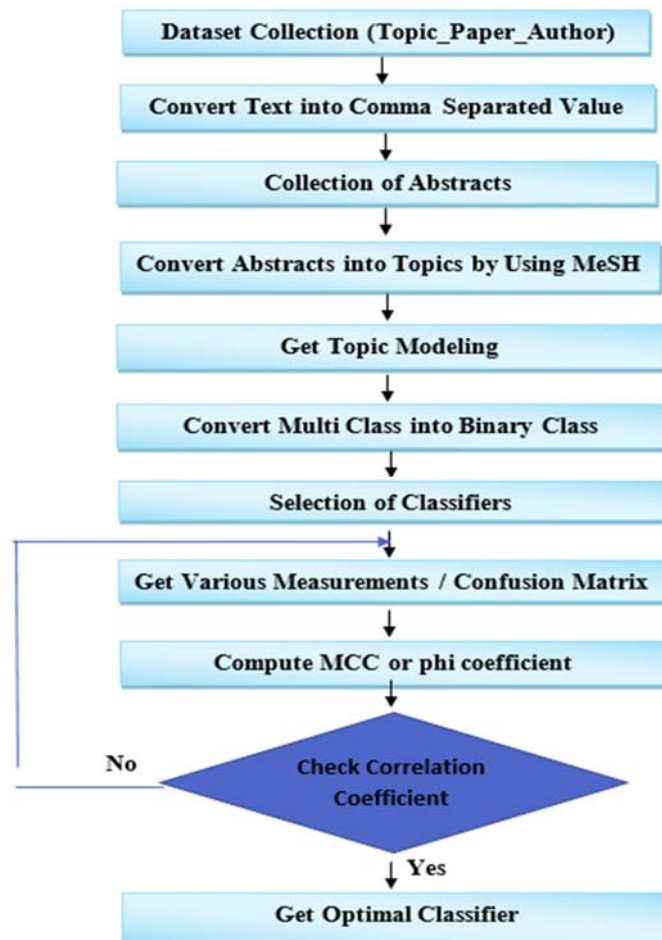 Dataset Collection (Topic_Paper_Author)
Convert Text into Comma Separated Value
Collection of Abstracts
Convert Abstracts into Topics by Using MeSH
Get Topic Modeling
Convert Multi Class into Binary Class
Selection of Classifiers
Get Various Measurements / Confusion Matrix
Compute MCC or phi coefficient
No
Check Correlation
Coefficient
Yes
Get Optimal Classifier